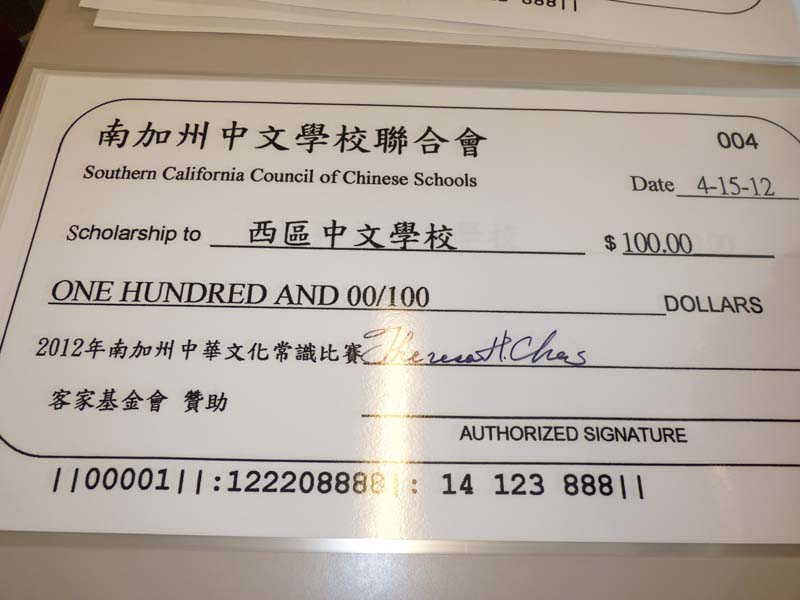 南加州中文學校聯合會
004
Southern California Council of Chinese Schools
Date 4-15-12
Scholarship to 西區中文學校 $ 100.00
ONE HUNDRED AND 00/100 DOLLARS
2012年南加州中華文化常識比賽 Theresa H. Chao
客家基金會 贊助
AUTHORIZED SIGNATURE
||00001||:122208888|: 14 123 888||